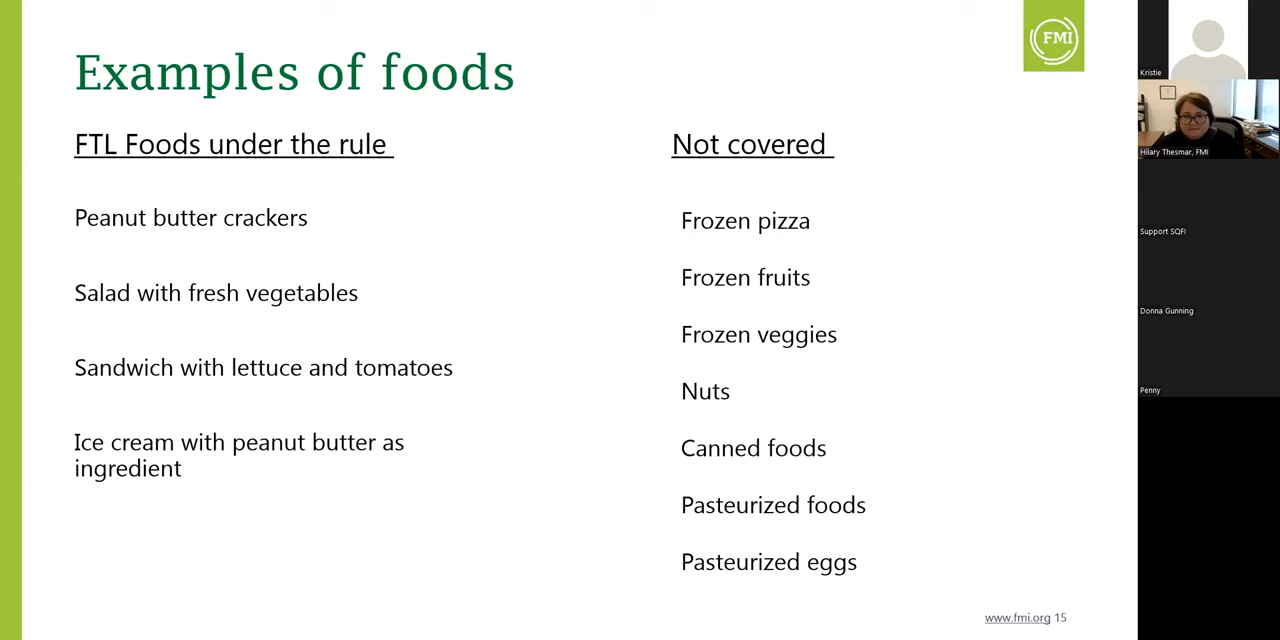 FMI
Examples of foods
FTL Foods under the rule
Peanut butter crackers
Salad with fresh vegetables
Sandwich with lettuce and tomatoes
Ice cream with peanut butter as
ingredient
Not covered
Frozen pizza
Frozen fruits
Frozen veggies
Nuts
Canned foods
Pasteurized foods
Pasteurized eggs
www.fmi.org 15
Kristie
Hilary Thesmar, FMI
Support SQFI
Donna Gunning
Penny